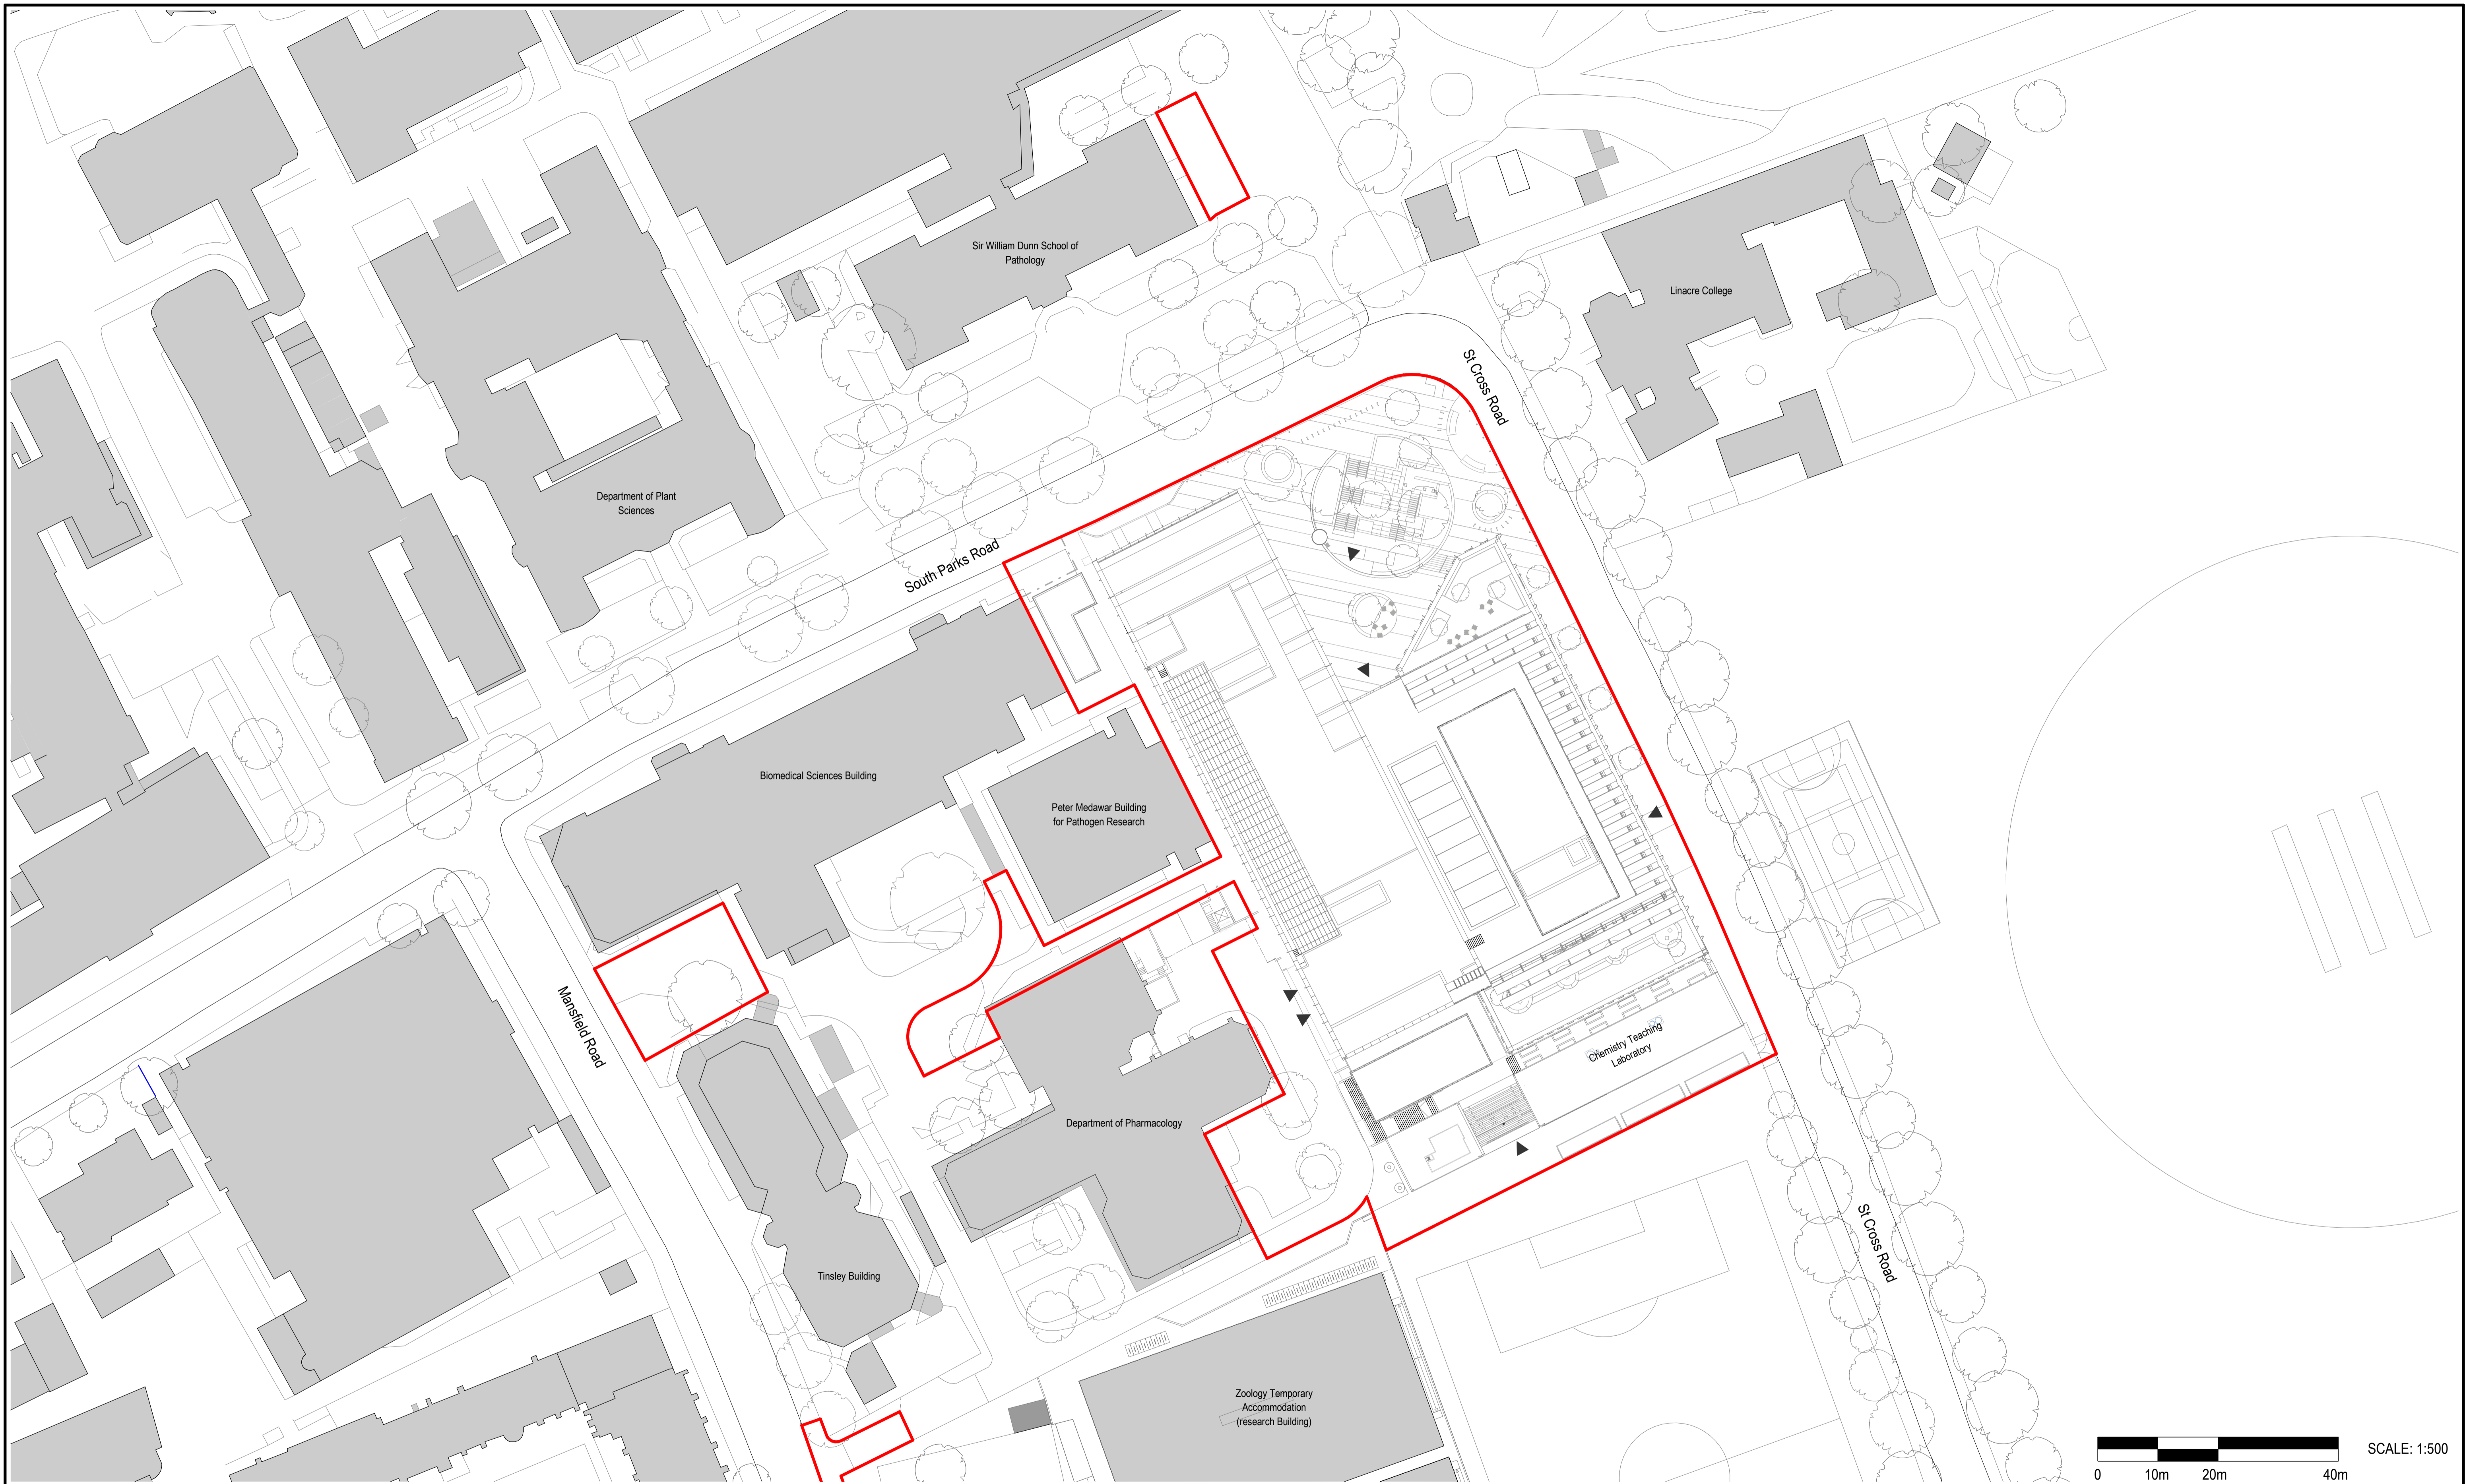 Sir William Dunn School of
Pathology
Linacre College
St Cross Road
Department of Plant
Sciences
South Parks Road
Biomedical Sciences Building
Peter Medawar Building
for Pathogen Research
Mansfield Road
Chemistry Teaching
Laboratory
Department of Pharmacology
St Cross Road
Tinsley Building
Zoology Temporary
Accommodation
(research Building)
SCALE: 1:500
0 10m 20m 40m